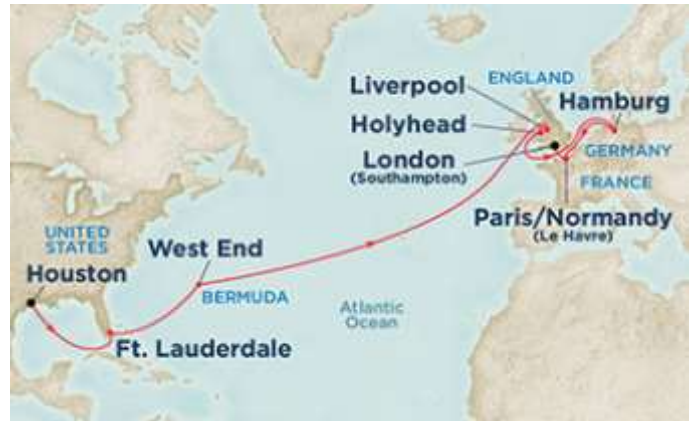 Liverpool
ENGLAND
Hamburg
Holyhead
London
(Southampton)
GERMANY
FRANCE
Paris/Normandy
(Le Havre)
UNITED
STATES
West End
Houston
BERMUDA
Atlantic
Ocean
Ft. Lauderdale